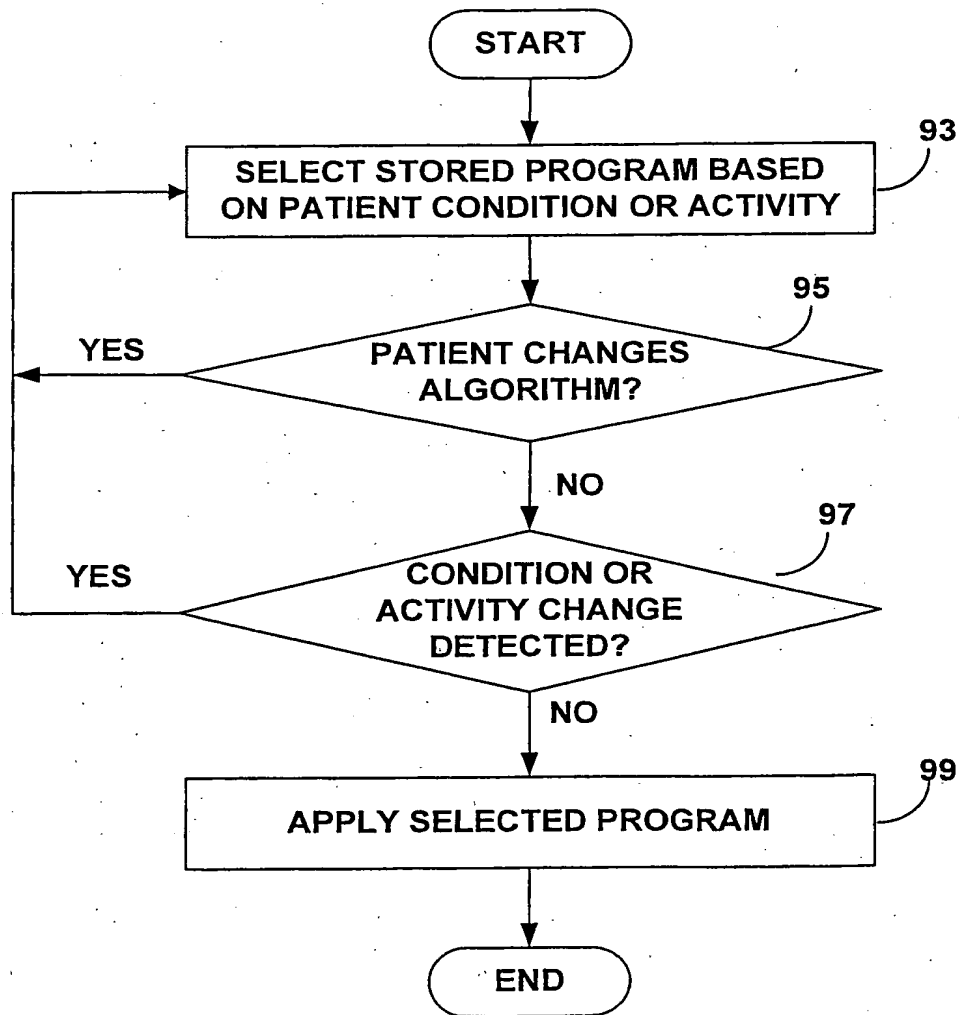 START
93
SELECT STORED PROGRAM BASED
ON PATIENT CONDITION OR ACTIVITY
95
YES
PATIENT CHANGES
ALGORITHM?
NO
97
YES
CONDITION OR
ACTIVITY CHANGE
DETECTED?
NO
99
APPLY SELECTED PROGRAM
END